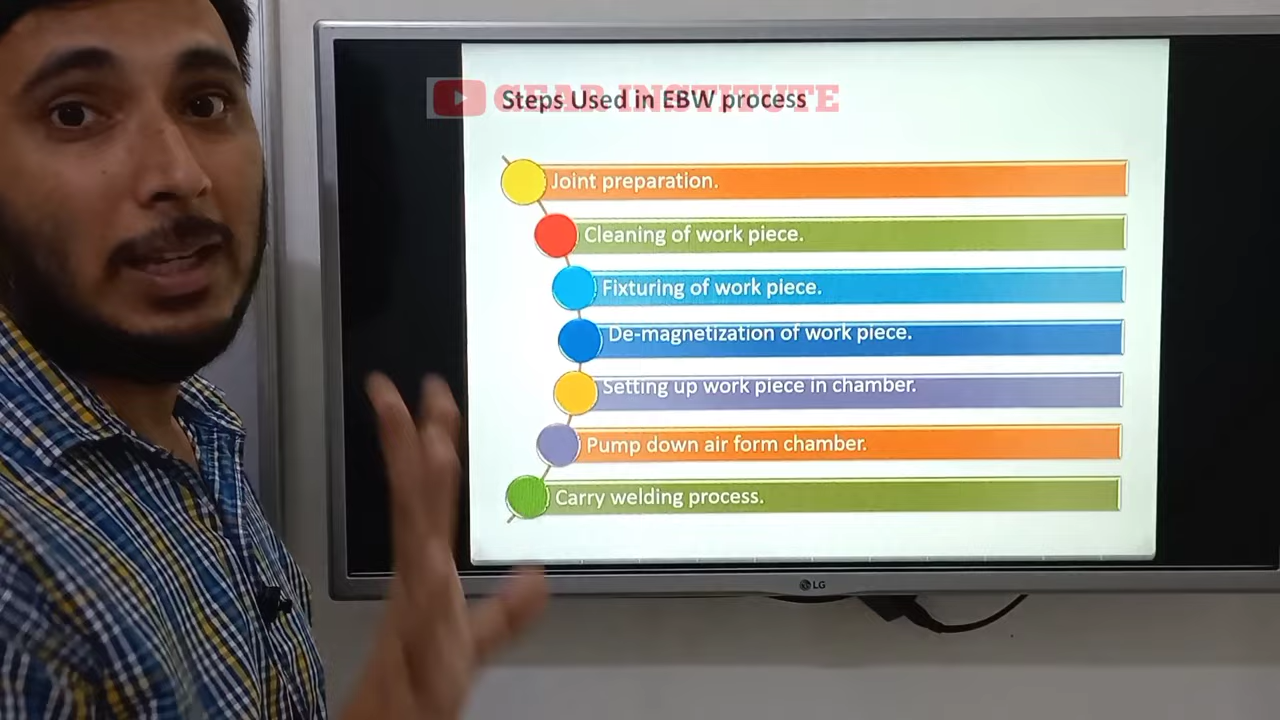 GEAR INSTITUTE
Steps Used in EBW process
Joint preparation.
Cleaning of work piece.
Fixturing of work piece.
De-magnetization of work piece.
Setting up work piece in chamber.
Pump down air form chamber.
Carry welding process.
LG